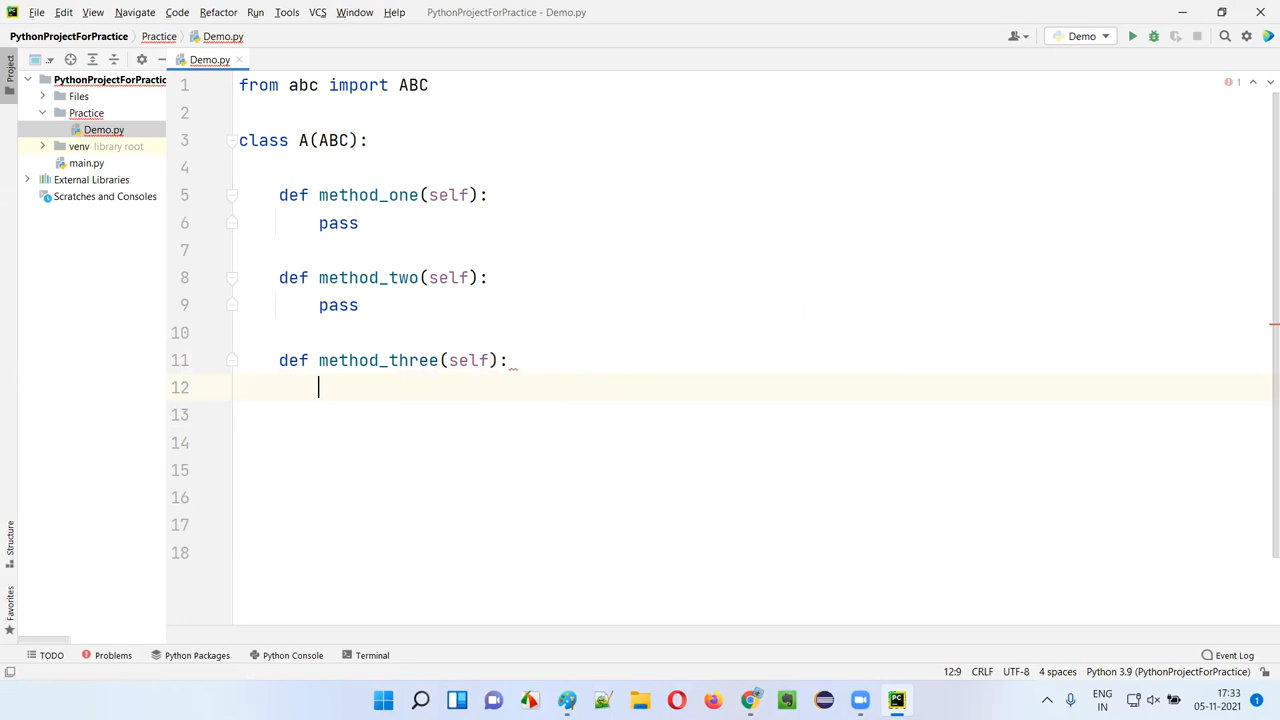 File Edit View Navigate Code Refactor Run Tools VCS Window Help PythonProjectForPractice - Demo.py
PythonProjectForPractice Practice Demo.py Demo
Project Demo.py
PythonProjectForPractic
Files
Practice
Demo.py
venv library root
main.py
External Libraries
Scratches and Consoles
1 from abc import ABC
1
2
3 class A(ABC):
4
5 def method_one(self):
6 pass
7
8 def method_two(self):
9 pass
10
11 def method_three(self):
12
13
14
15
16
17
18
Structure
Favorites
TODO Problems Python Packages Python Console Terminal Event Log
12:9 CRLF UTF-8 4 spaces Python 3.9 (PythonProjectForPractice)
ENG
IN
17:33
05-11-2021
1